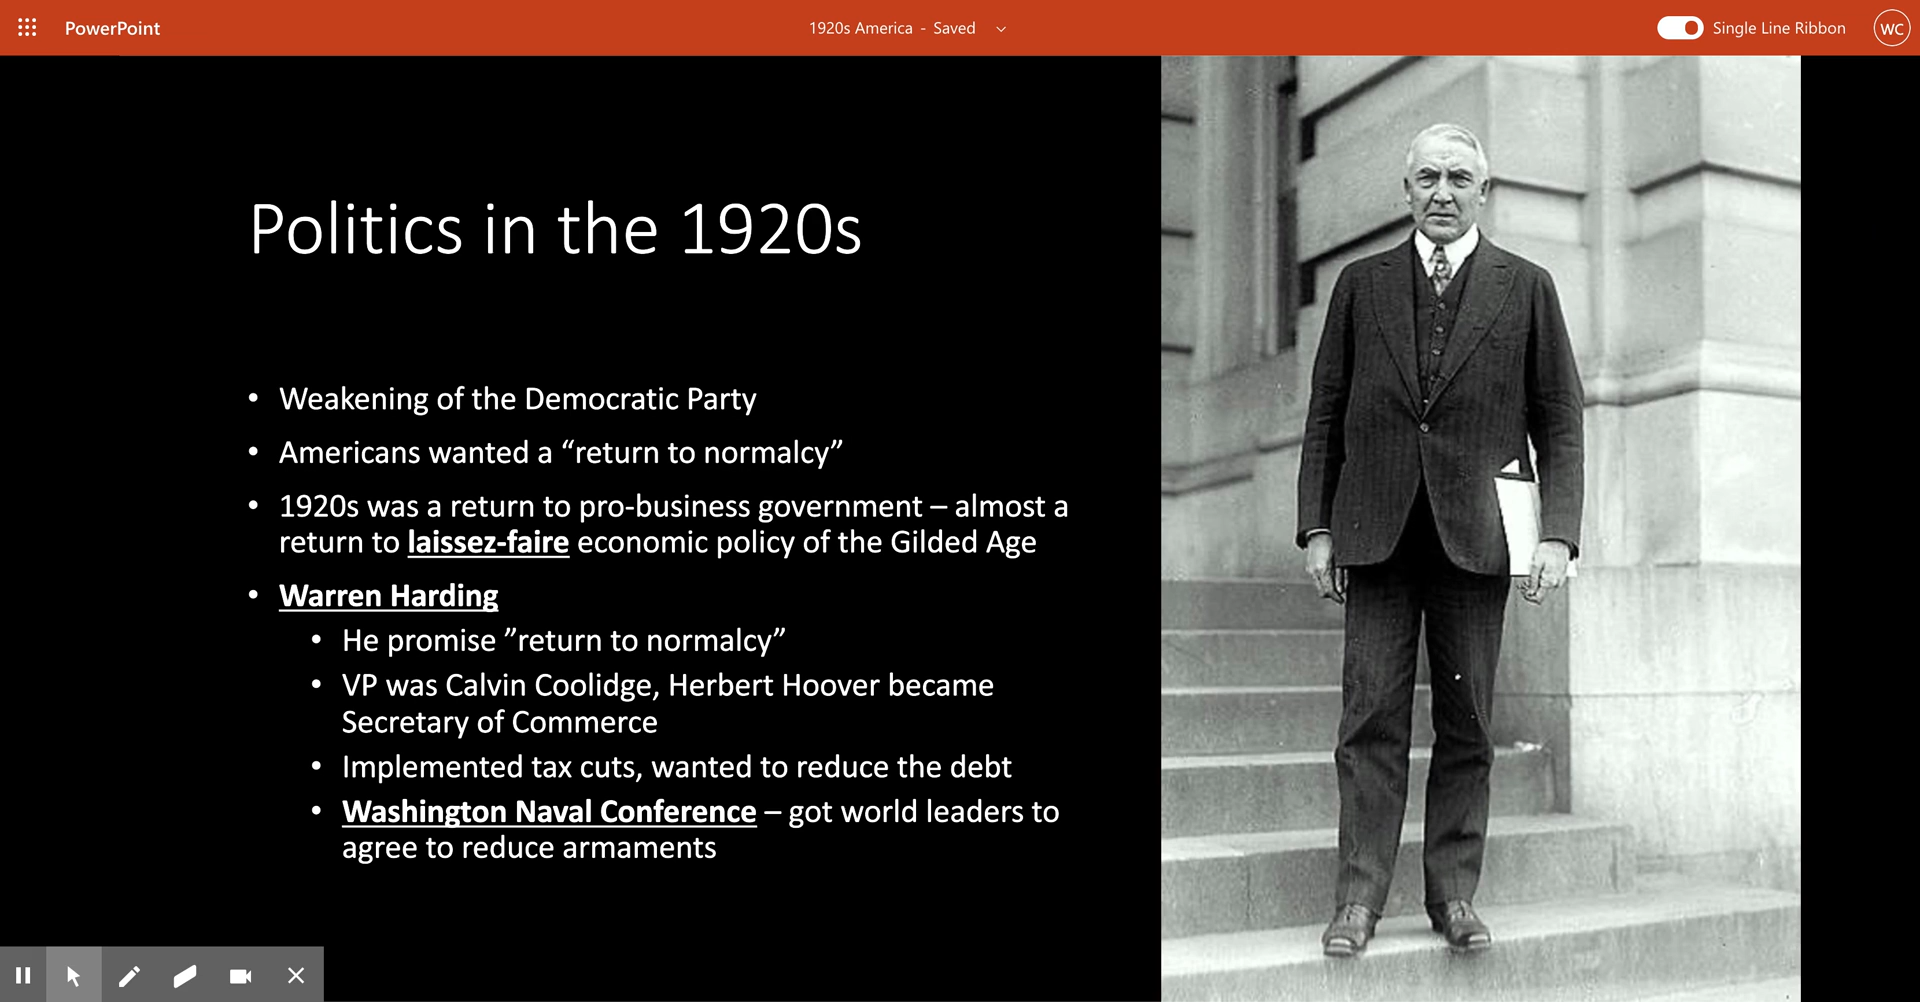 PowerPoint
1920s America - Saved
Single Line Ribbon
WC
Politics in the 1920s
• Weakening of the Democratic Party
• Americans wanted a “return to normalcy”
• 1920s was a return to pro-business government – almost a
return to laissez-faire economic policy of the Gilded Age
• Warren Harding
• He promise ”return to normalcy”
• VP was Calvin Coolidge, Herbert Hoover became
Secretary of Commerce
• Implemented tax cuts, wanted to reduce the debt
• Washington Naval Conference – got world leaders to
agree to reduce armaments